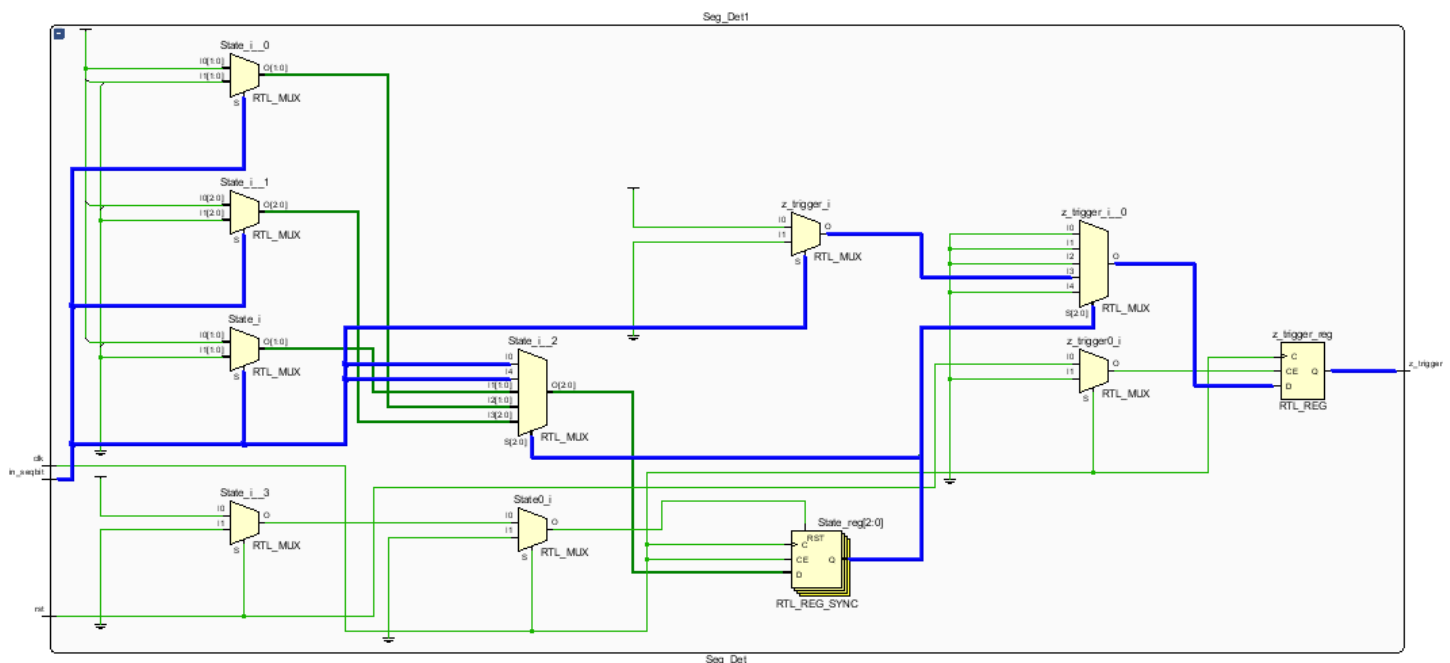 Seg_Det1
State_i__0
I0[1:0]
I1[1:0]
O[1:0]
S
RTL_MUX
State_i__1
I0[2:0]
I1[2:0]
O[2:0]
S
RTL_MUX
z_trigger_i
I0
I1
O
S
RTL_MUX
z_trigger_i__0
I0
I1
I2
I3
I4
O
S[2:0]
RTL_MUX
State_i
I0[1:0]
I1[1:0]
O[1:0]
S
RTL_MUX
State_i__2
I0
I4
I1[1:0]
I2[1:0]
I3[2:0]
O[2:0]
S[2:0]
RTL_MUX
z_trigger0_i
I0
I1
O
S
RTL_MUX
z_trigger_reg
C
CE
D
Q
RTL_REG
z_trigger
clk
in_seqbit
State_i__3
I0
I1
O
S
RTL_MUX
State0_i
I0
I1
O
S
RTL_MUX
State_reg[2:0]
RST
C
CE
D
Q
RTL_REG_SYNC
rst
Seg_Det